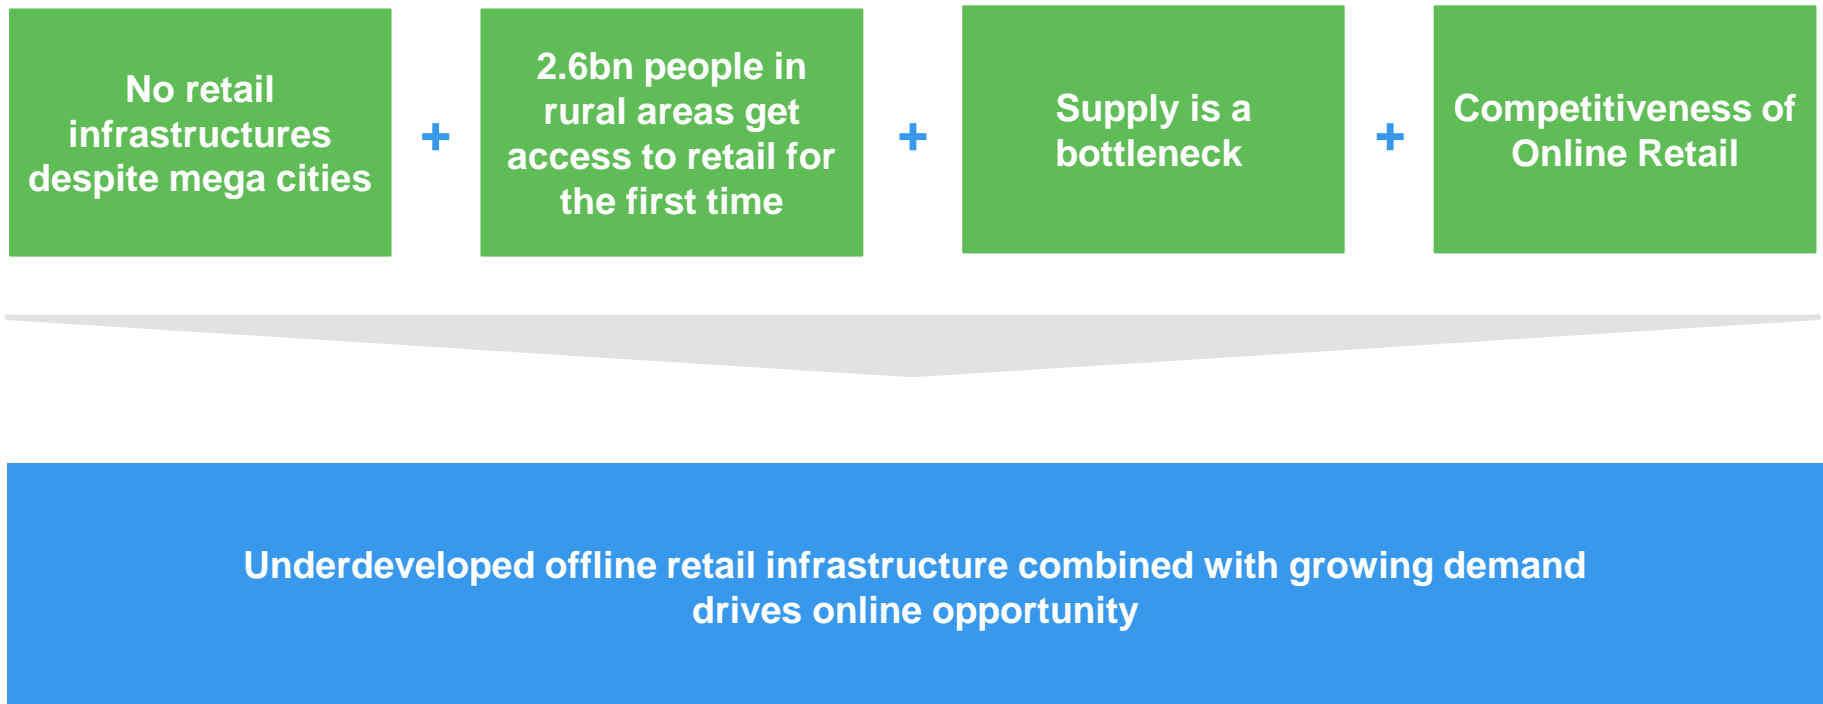 No retail
infrastructures
despite mega cities
+
2.6bn people in
rural areas get
access to retail for
the first time
+
Supply is a
bottleneck
+
Competitiveness of
Online Retail
Underdeveloped offline retail infrastructure combined with growing demand
drives online opportunity